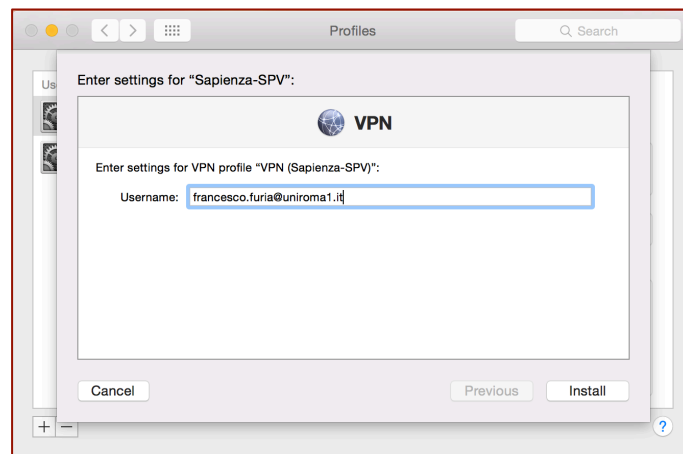 Profiles
Search
Us
Enter settings for “Sapienza-SPV”:
VPN
Enter settings for VPN profile “VPN (Sapienza-SPV)”:
Username: francesco.furia@uniroma1.it
Cancel Previous Install
+ − ?